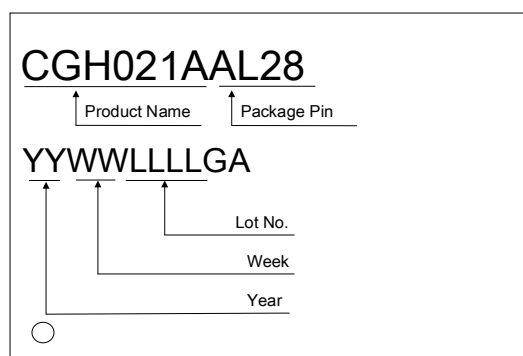 CGH021AAL28
Product Name Package Pin
YYWWLLLLGA
Lot No.
Week
Year